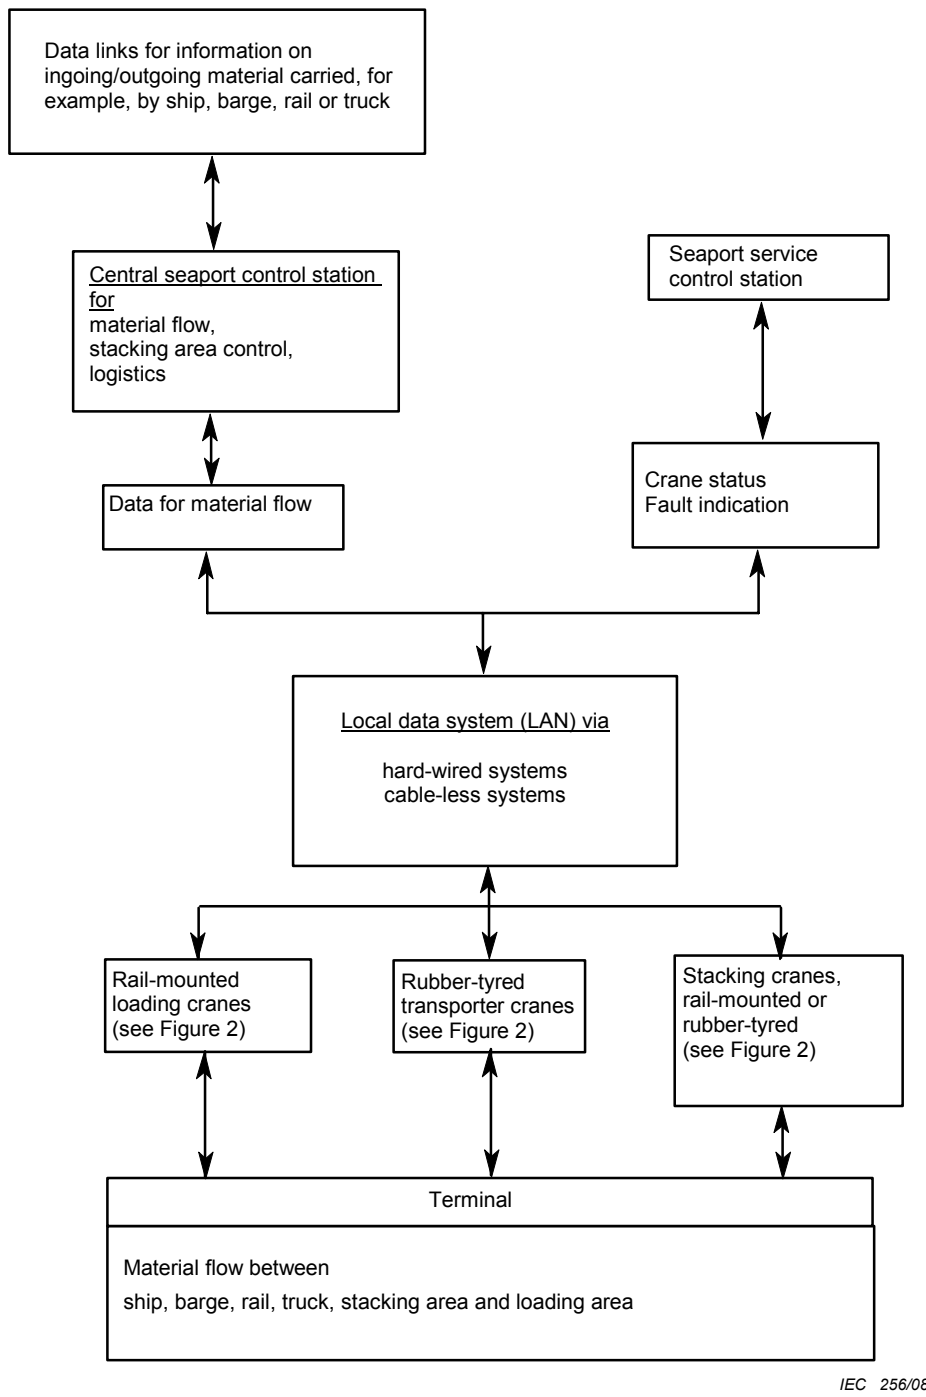 Data links for information on
ingoing/outgoing material carried, for
example, by ship, barge, rail or truck
Central seaport control station
for
material flow,
stacking area control,
logistics
Seaport service
control station
Data for material flow
Crane status
Fault indication
Local data system (LAN) via
hard-wired systems
cable-less systems
Rail-mounted
loading cranes
(see Figure 2)
Rubber-tyred
transporter cranes
(see Figure 2)
Stacking cranes,
rail-mounted or
rubber-tyred
(see Figure 2)
Terminal
Material flow between
ship, barge, rail, truck, stacking area and loading area
IEC 256/08